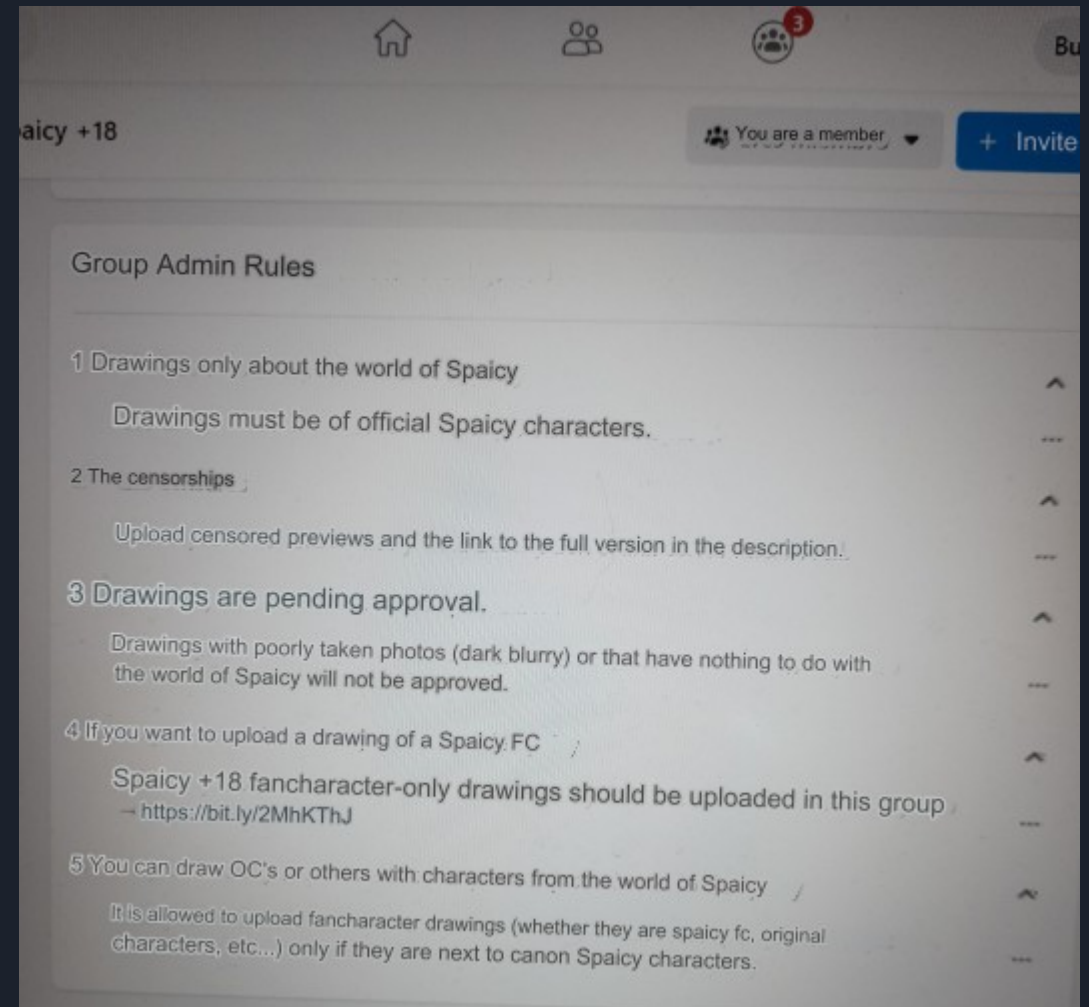 3
Bu
aicy +18
You are a member
+ Invite
Group Admin Rules
1 Drawings only about the world of Spaicy
Drawings must be of official Spaicy characters.
2 The censorships
Upload censored previews and the link to the full version in the description.
3 Drawings are pending approval.
Drawings with poorly taken photos (dark blurry) or that have nothing to do with
the world of Spaicy will not be approved.
4 If you want to upload a drawing of a Spaicy FC
Spaicy +18 fancharacter-only drawings should be uploaded in this group
→ https://bit.ly/2MhKThJ
5 You can draw OC's or others with characters from the world of Spaicy
It is allowed to upload fancharacter drawings (whether they are spaicy fc, original
characters, etc...) only if they are next to canon Spaicy characters.